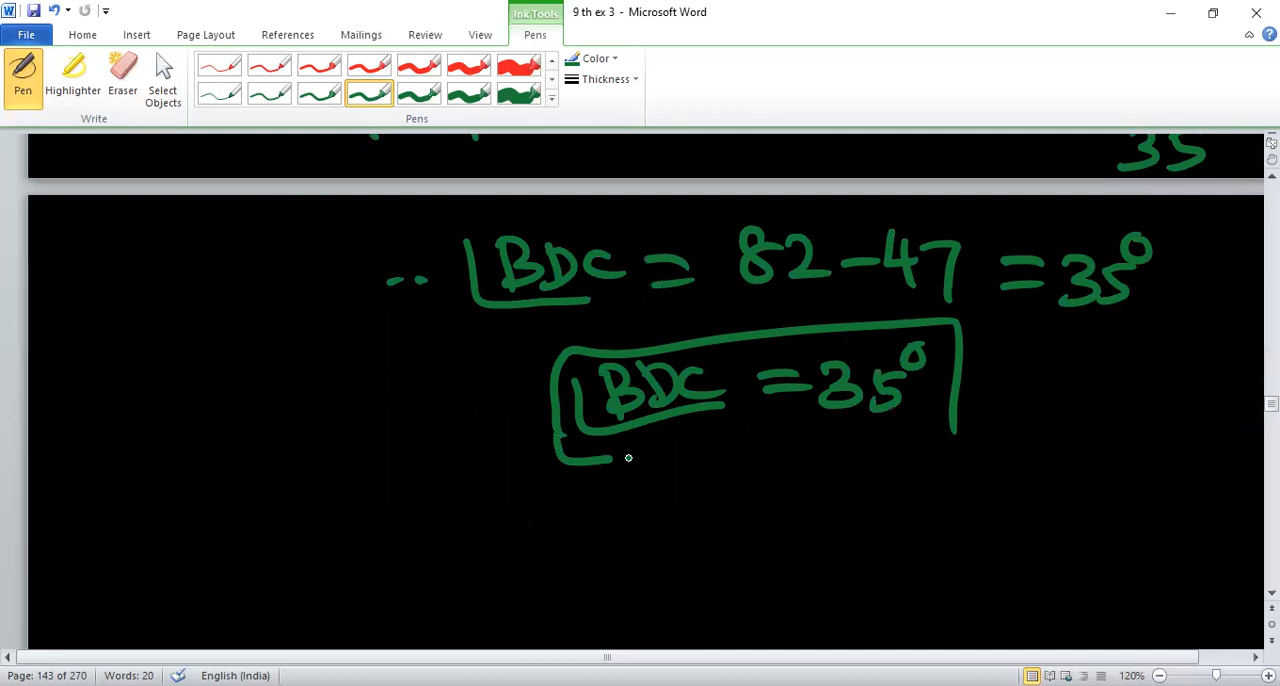 9 th ex 3 - Microsoft Word
Ink Tools
File Home Insert Page Layout References Mailings Review View Pens
Pen Highlighter Eraser Select Objects
Color
Thickness
Write Pens
35
∠BDC = 82-47 = 35°
∠BDC = 35°
Page: 143 of 270 Words: 20 English (India) 120%